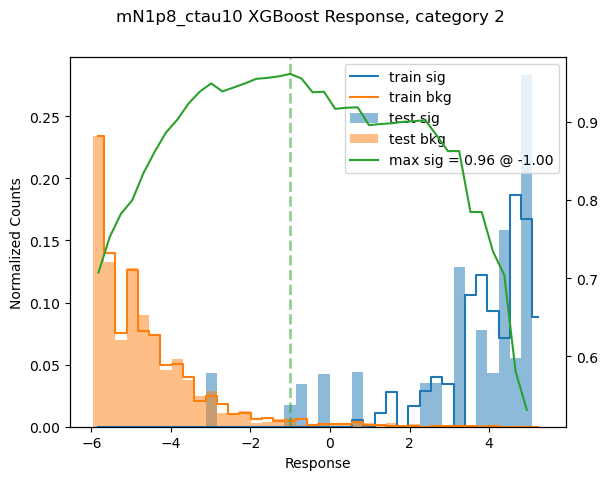 mN1p8_ctau10 XGBoost Response, category 2
train sig
train bkg
test sig
test bkg
max sig = 0.96 @ -1.00
Normalized Counts
0.25
0.20
0.15
0.10
0.05
0.00
0.9
0.8
0.7
0.6
−6
−4
−2
0
2
4
Response